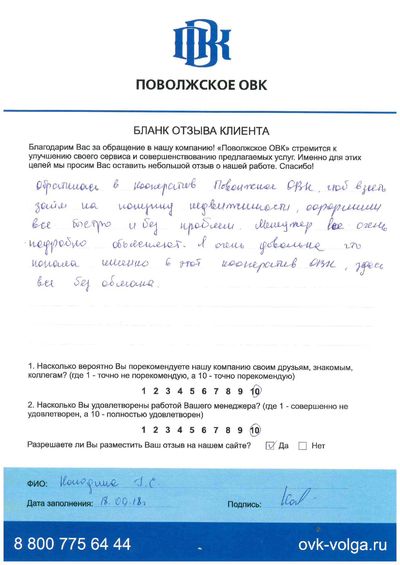 ОВК
ПОВОЛЖСКОЕ ОВК
БЛАНК ОТЗЫВА КЛИЕНТА
Благодарим Вас за обращение в нашу компанию! «Поволжское ОВК» стремится к
улучшению своего сервиса и совершенствованию предлагаемых услуг. Именно для этих
целей мы просим Вас оставить небольшой отзыв о нашей работе. Спасибо!
Обратилась в кооператив Поволжское ОВК, чтоб взять
займ на покупку недвижимости, оформили
все быстро и без проблем. Менеджер все очень
подробно объясняет. Я очень довольна что
попала именно в этот кооператив ОВК, здесь
все без обмана.
1. Насколько вероятно Вы порекомендуете нашу компанию своим друзьям, знакомым,
коллегам? (где 1 - точно не порекомендую, а 10 - точно порекомендую)
1 2 3 4 5 6 7 8 9 10
2. Насколько Вы удовлетворены работой Вашего менеджера? (где 1 - совершенно не
удовлетворен, а 10 - полностью удовлетворен)
1 2 3 4 5 6 7 8 9 10
Разрешаете ли Вы разместить Ваш отзыв на нашем сайте? Да Нет
ФИО:
Дата заполнения: 18.09.18г. Подпись:
8 800 775 64 44 ovk-volga.ru